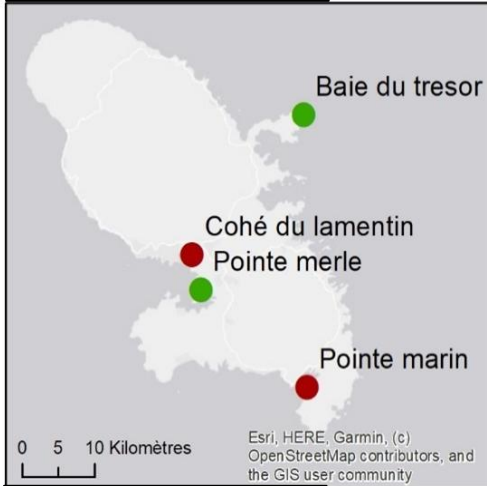 Baie du tresor
Cohé du lamentin
Pointe merle
Pointe marin
0 5 10 Kilomètres
Esri, HERE, Garmin, (c)
OpenStreetMap contributors, and
the GIS user community